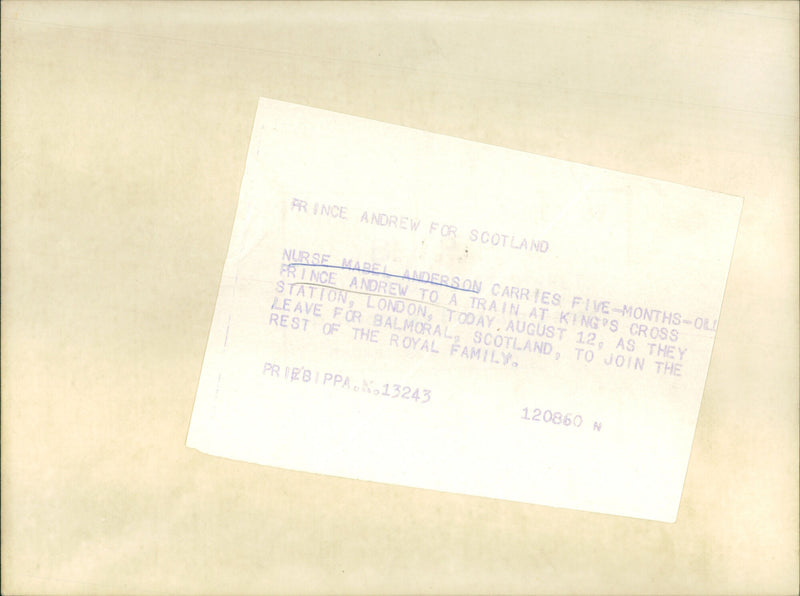 PRINCE ANDREW FOR SCOTLAND
NURSE MABEL ANDERSON CARRIES FIVE-MONTHS-OLD
PRINCE ANDREW TO A TRAIN AT KING'S CROSS
STATION, LONDON, TODAY AUGUST 12, AS THEY
LEAVE FOR BALMORAL, SCOTLAND, TO JOIN THE
REST OF THE ROYAL FAMILY.
120860 N